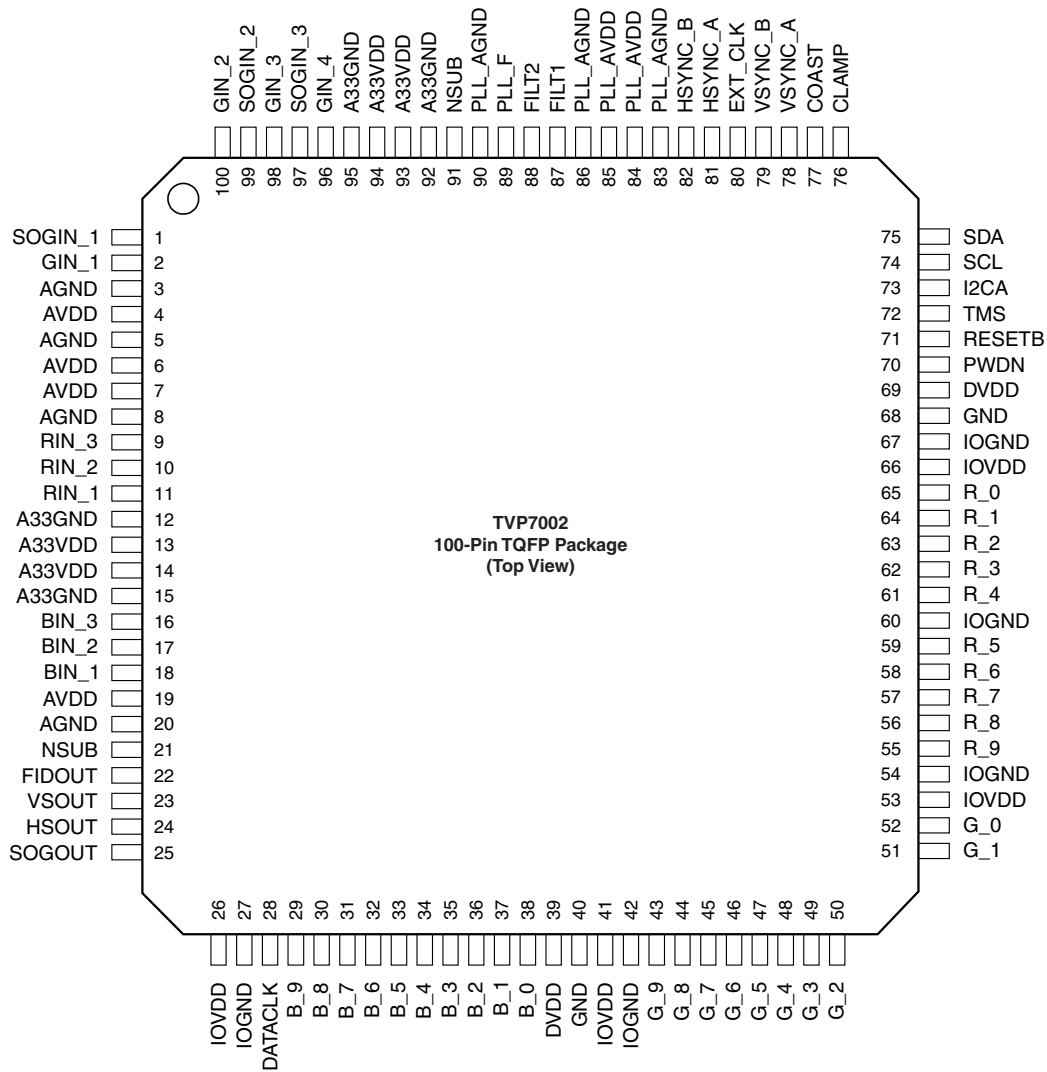 GIN_2
SOGIN_2
GIN_3
SOGIN_3
GIN_4
A33GND
A33VDD
A33VDD
A33GND
NSUB
PLL_AGND
PLL_F
FILT2
FILT1
PLL_AGND
PLL_AVDD
PLL_AVDD
PLL_AGND
HSYNC_B
HSYNC_A
EXT_CLK
VSYNC_B
VSYNC_A
COAST
CLAMP
100
99
98
97
96
95
94
93
92
91
90
89
88
87
86
85
84
83
82
81
80
79
78
77
76
SOGIN_1 1
GIN_1 2
AGND 3
AVDD 4
AGND 5
AVDD 6
AVDD 7
AGND 8
RIN_3 9
RIN_2 10
RIN_1 11
A33GND 12
A33VDD 13
A33VDD 14
A33GND 15
BIN_3 16
BIN_2 17
BIN_1 18
AVDD 19
AGND 20
NSUB 21
FIDOUT 22
VSOUT 23
HSOUT 24
SOGOUT 25
TVP7002
100-Pin TQFP Package
(Top View)
75 SDA
74 SCL
73 I2CA
72 TMS
71 RESETB
70 PWDN
69 DVDD
68 GND
67 IOGND
66 IOVDD
65 R_0
64 R_1
63 R_2
62 R_3
61 R_4
60 IOGND
59 R_5
58 R_6
57 R_7
56 R_8
55 R_9
54 IOGND
53 IOVDD
52 G_0
51 G_1
26
27
28
29
30
31
32
33
34
35
36
37
38
39
40
41
42
43
44
45
46
47
48
49
50
IOVDD
IOGND
DATACLK
B_9
B_8
B_7
B_6
B_5
B_4
B_3
B_2
B_1
B_0
DVDD
GND
IOVDD
IOGND
G_9
G_8
G_7
G_6
G_5
G_4
G_3
G_2